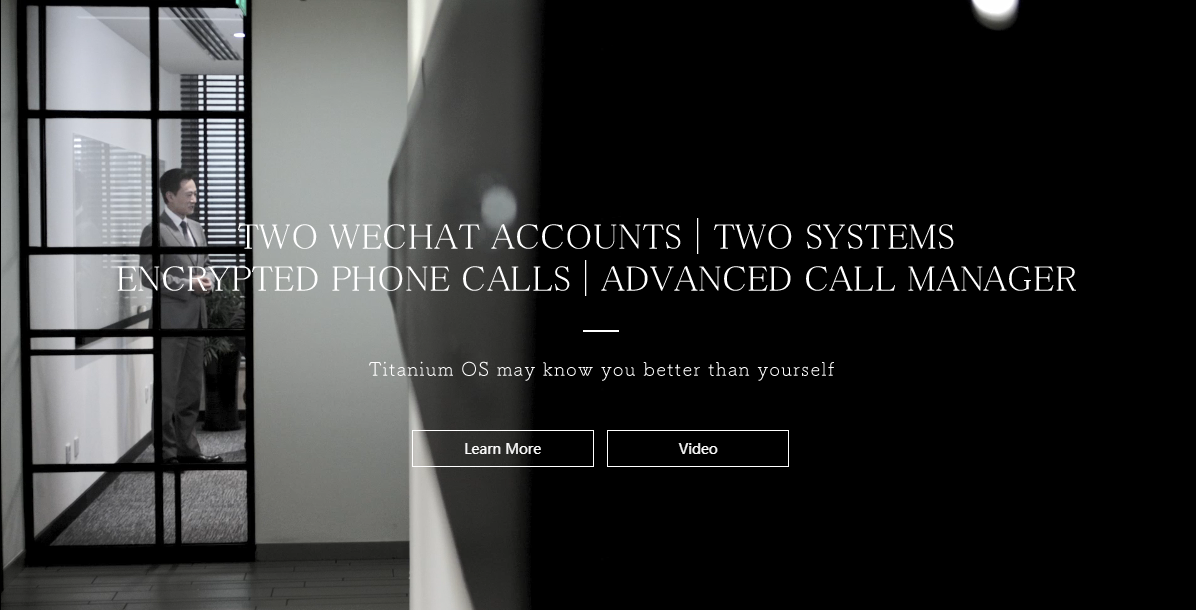 TWO WECHAT ACCOUNTS | TWO SYSTEMS
ENCRYPTED PHONE CALLS | ADVANCED CALL MANAGER
Titanium OS may know you better than yourself
Learn More
Video